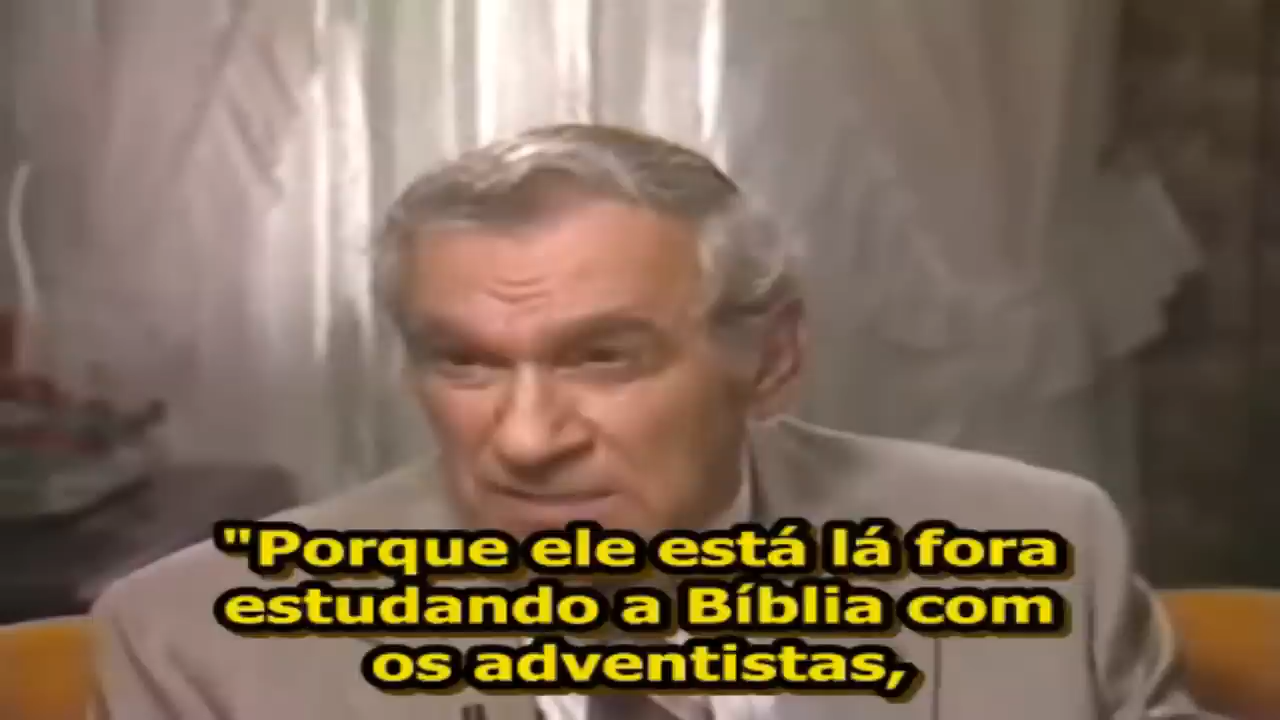 "Porque ele está lá fora
estudando a Bíblia com
os adventistas,